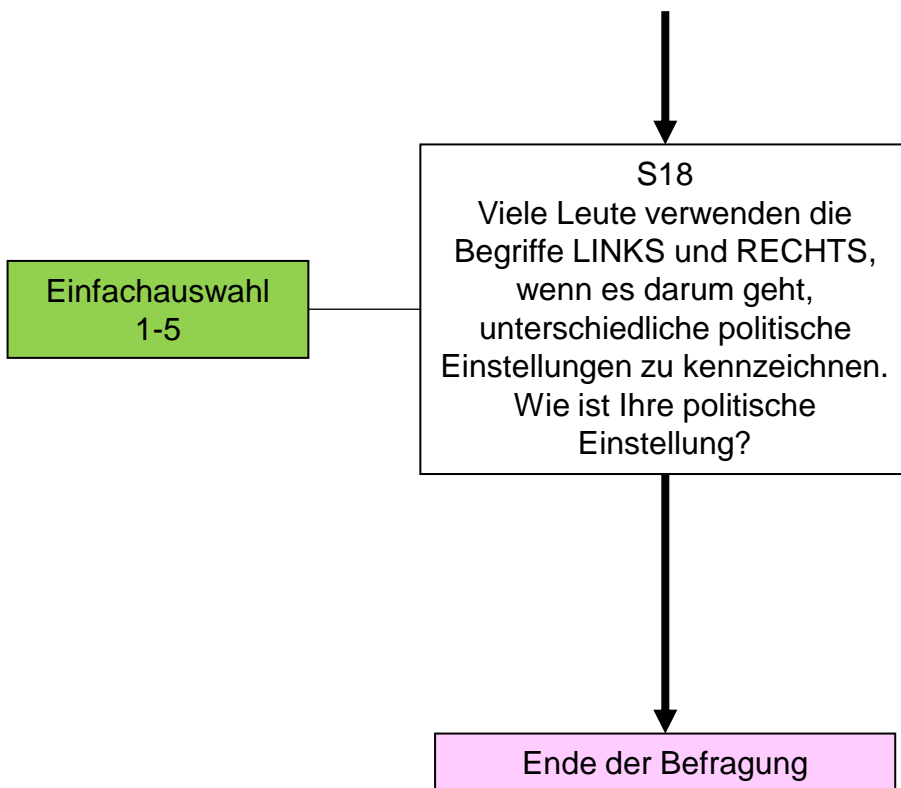 S18
Viele Leute verwenden die
Begriffe LINKS und RECHTS,
wenn es darum geht,
unterschiedliche politische
Einstellungen zu kennzeichnen.
Wie ist Ihre politische
Einstellung?
Einfachauswahl
1-5
Ende der Befragung